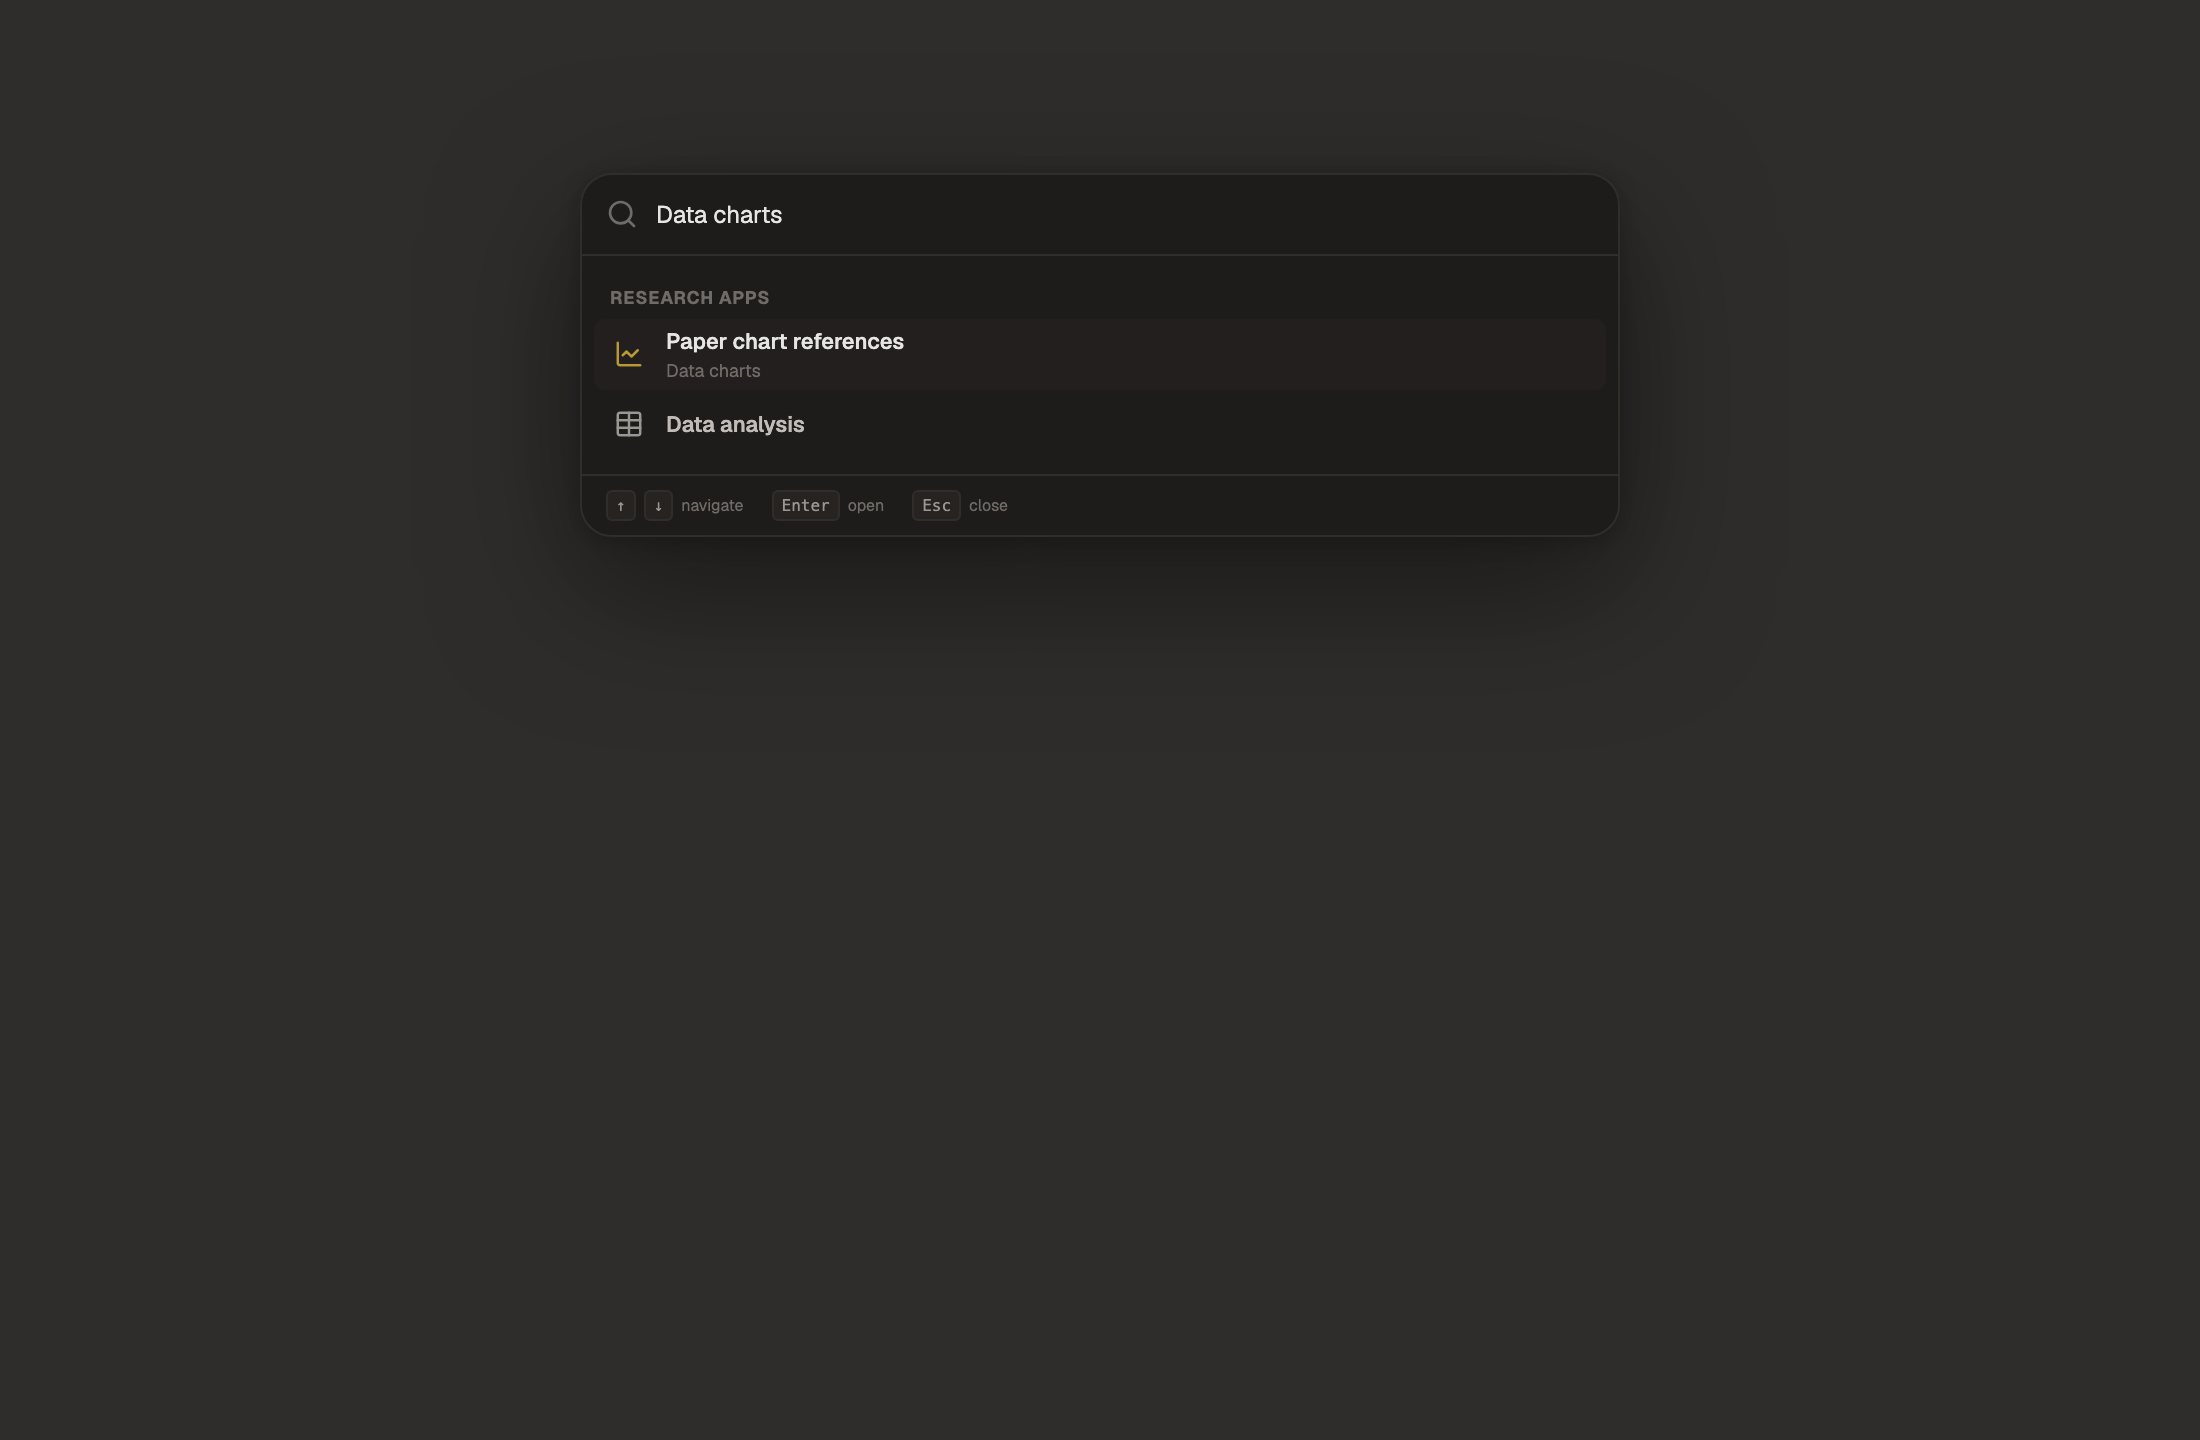 Data charts
RESEARCH APPS
Paper chart references
Data charts
Data analysis
↑ ↓ navigate Enter open Esc close